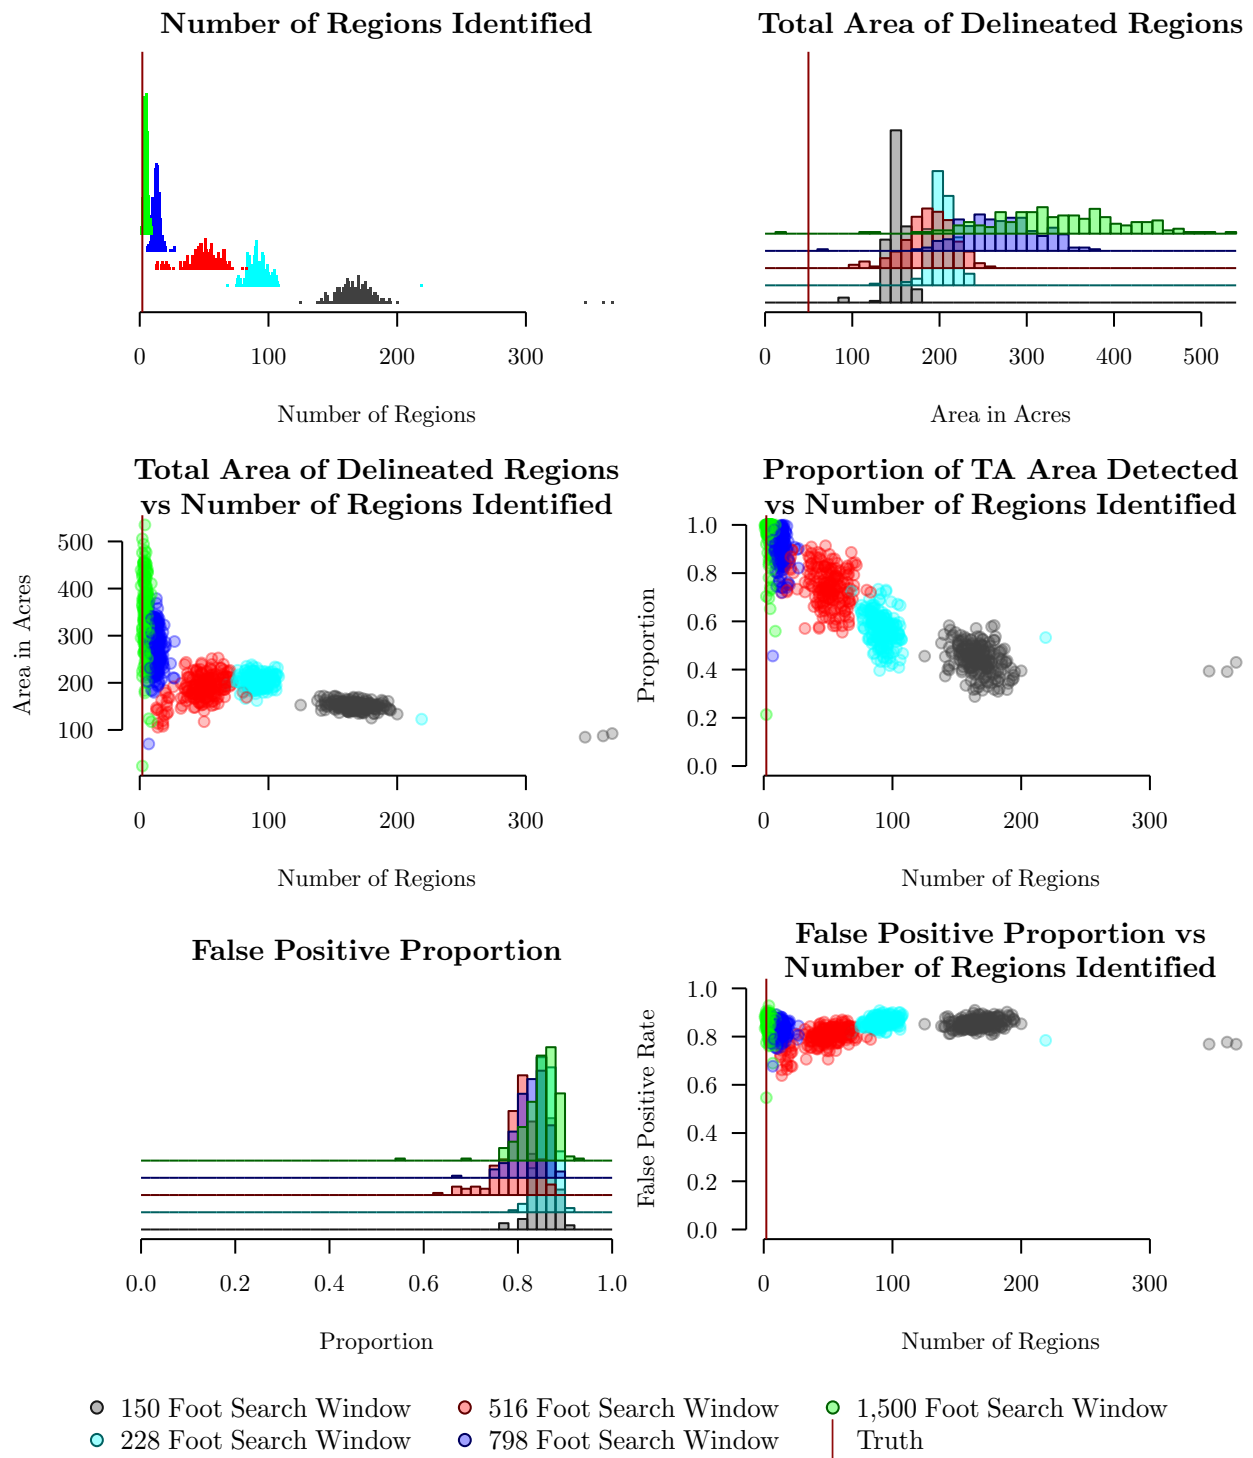 Number of Regions Identified
0 100 200 300
Number of Regions
Total Area of Delineated Regions
0 100 200 300 400 500
Area in Acres
Total Area of Delineated Regions
vs Number of Regions Identified
Area in Acres
500
400
300
200
100
0 100 200 300
Number of Regions
Proportion of TA Area Detected
vs Number of Regions Identified
Proportion
1.0
0.8
0.6
0.4
0.2
0.0
0 100 200 300
Number of Regions
False Positive Proportion
0.0 0.2 0.4 0.6 0.8 1.0
Proportion
False Positive Proportion vs
Number of Regions Identified
False Positive Rate
1.0
0.8
0.6
0.4
0.2
0.0
0 100 200 300
Number of Regions
150 Foot Search Window
228 Foot Search Window
516 Foot Search Window
798 Foot Search Window
1,500 Foot Search Window
Truth